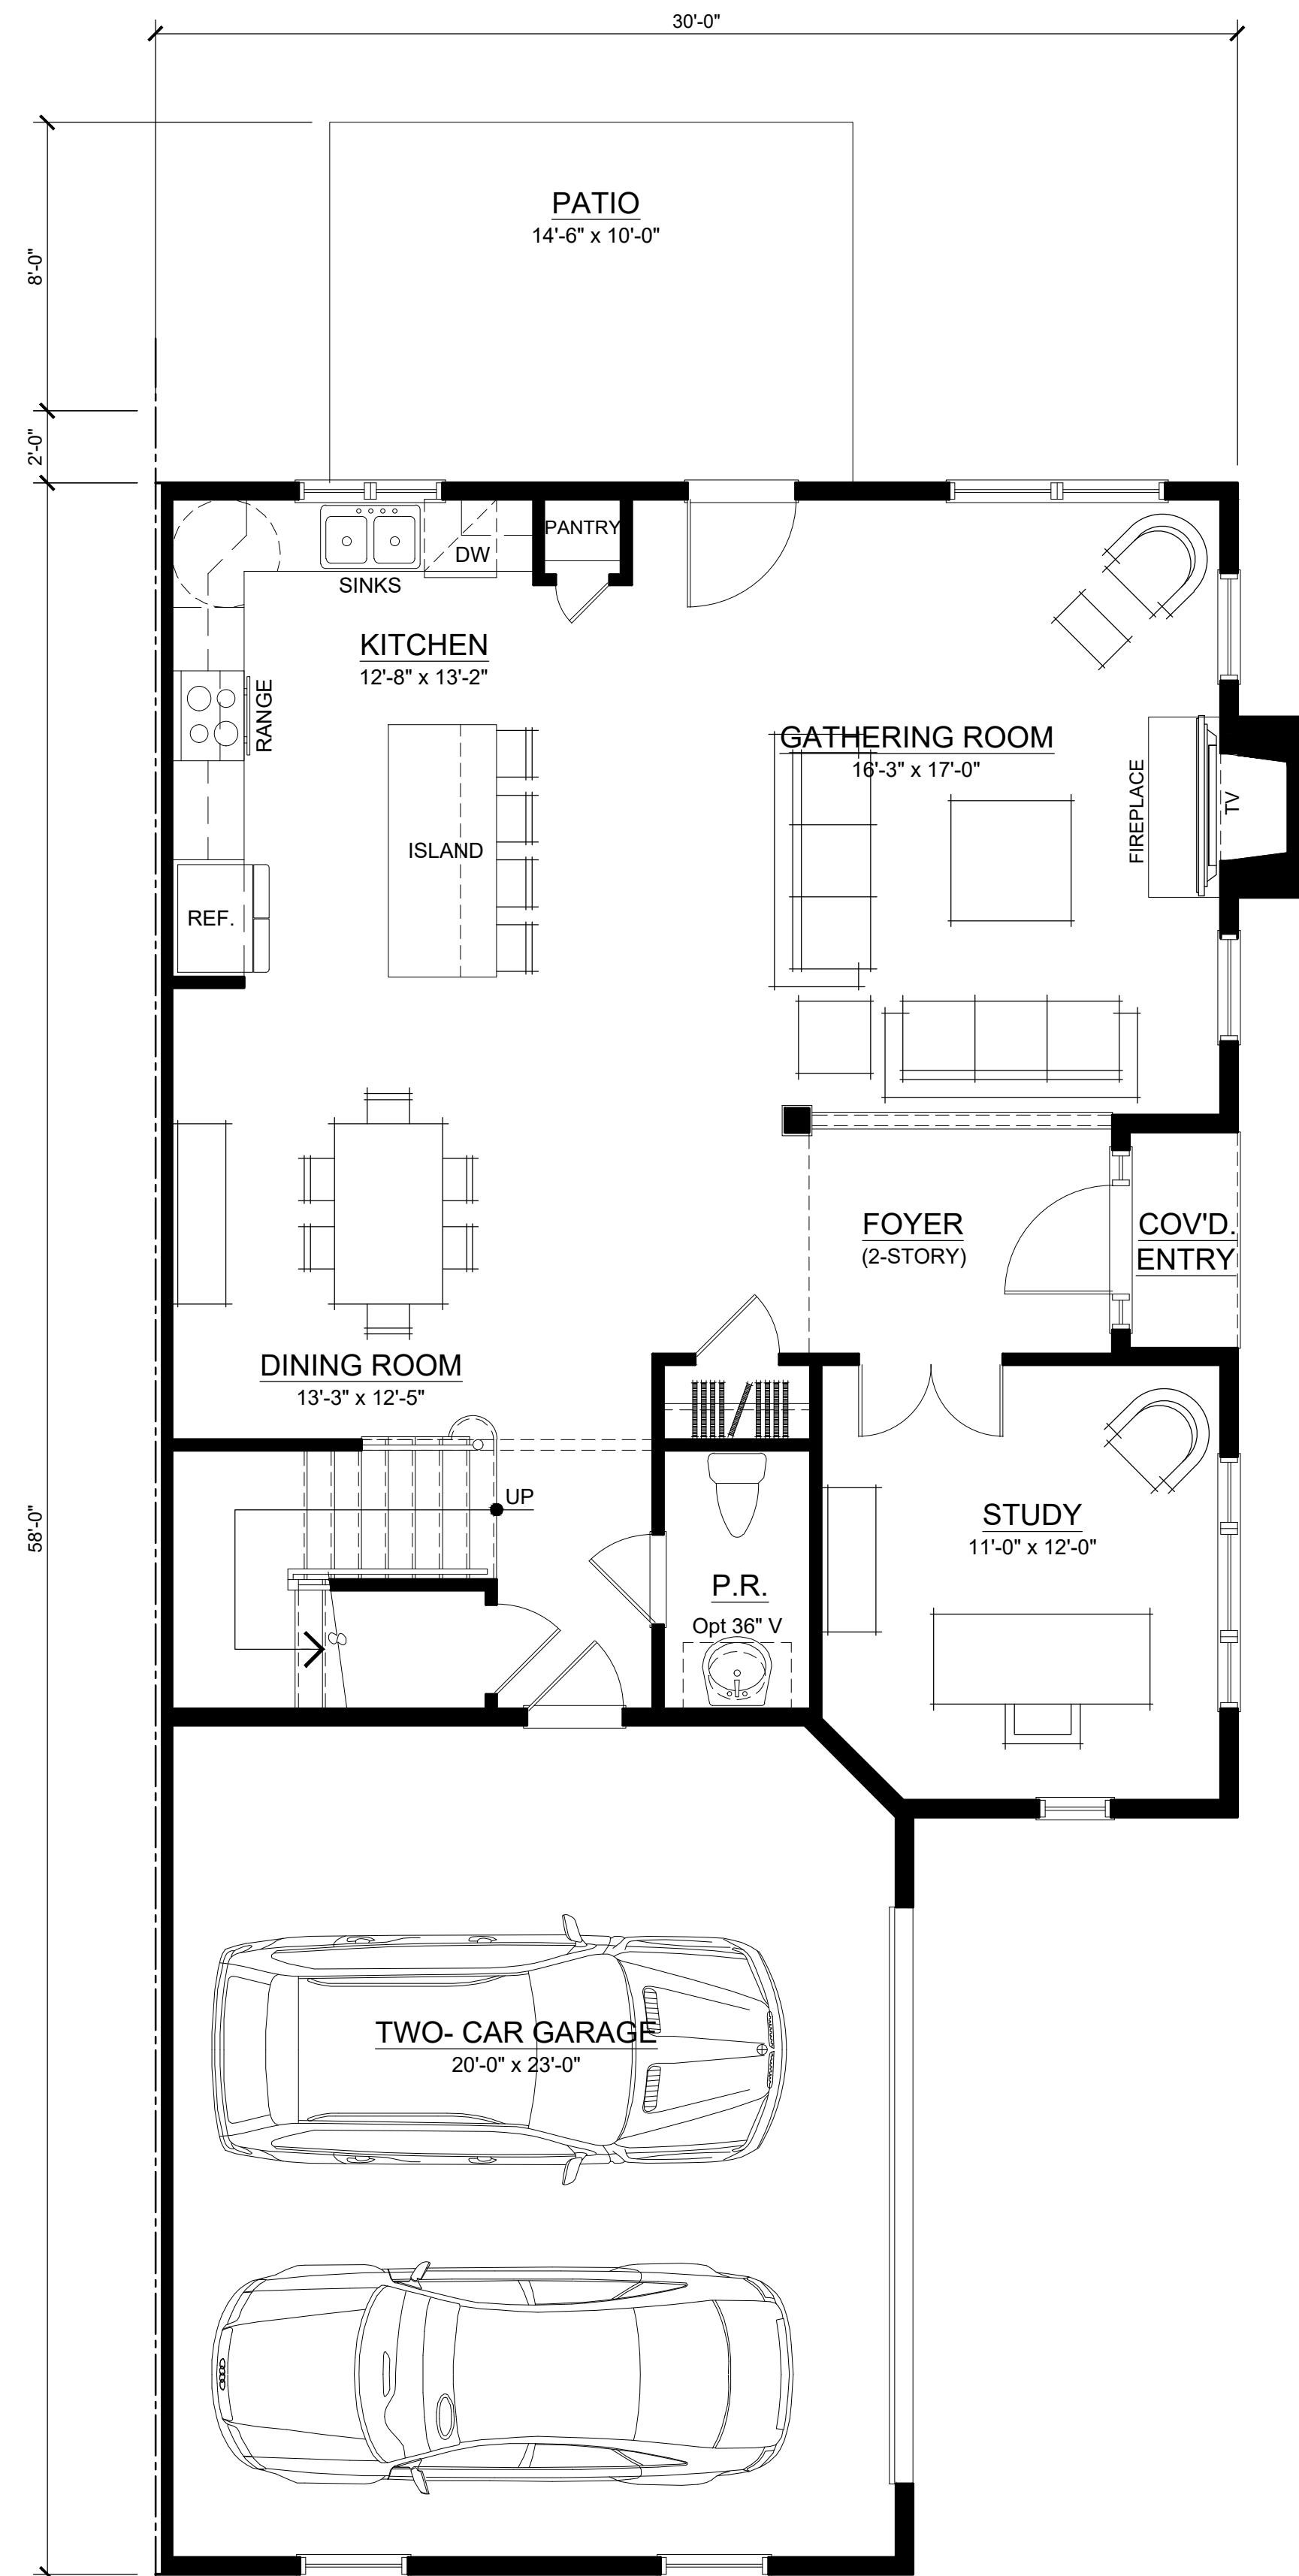 30'-0"
PATIO
14'-6" x 10'-0"
8'-0"
2'-0"
PANTRY
DW
SINKS
KITCHEN
12'-8" x 13'-2"
RANGE
GATHERING ROOM
16'-3" x 17'-0"
FIREPLACE
TV
ISLAND
REF.
FOYER
(2-STORY)
COV'D.
ENTRY
DINING ROOM
13'-3" x 12'-5"
UP
STUDY
11'-0" x 12'-0"
58'-0"
P.R.
Opt 36" V
TWO- CAR GARAGE
20'-0" x 23'-0"